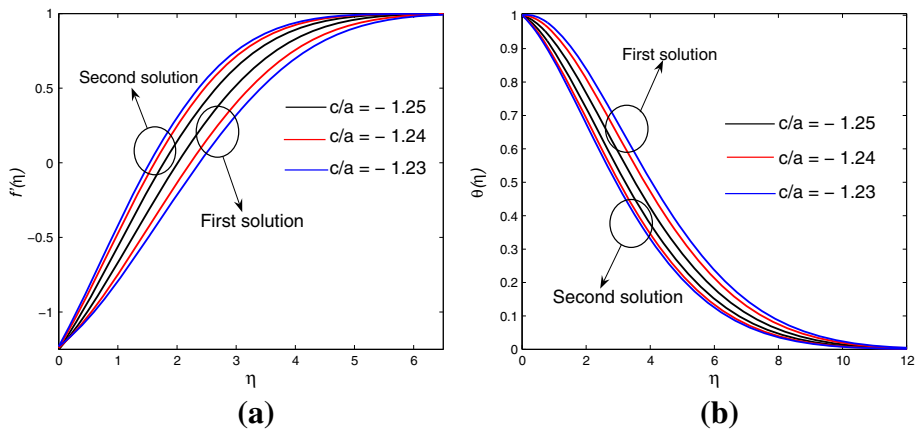 1
0.5
0
−0.5
−1
f'(η)
0
1
2
3
4
5
6
η
Second solution
First solution
c/a = − 1.25
c/a = − 1.24
c/a = − 1.23
(a)
1
0.9
0.8
0.7
0.6
0.5
0.4
0.3
0.2
0.1
0
θ(η)
0
2
4
6
8
10
12
η
First solution
Second solution
c/a = − 1.25
c/a = − 1.24
c/a = − 1.23
(b)